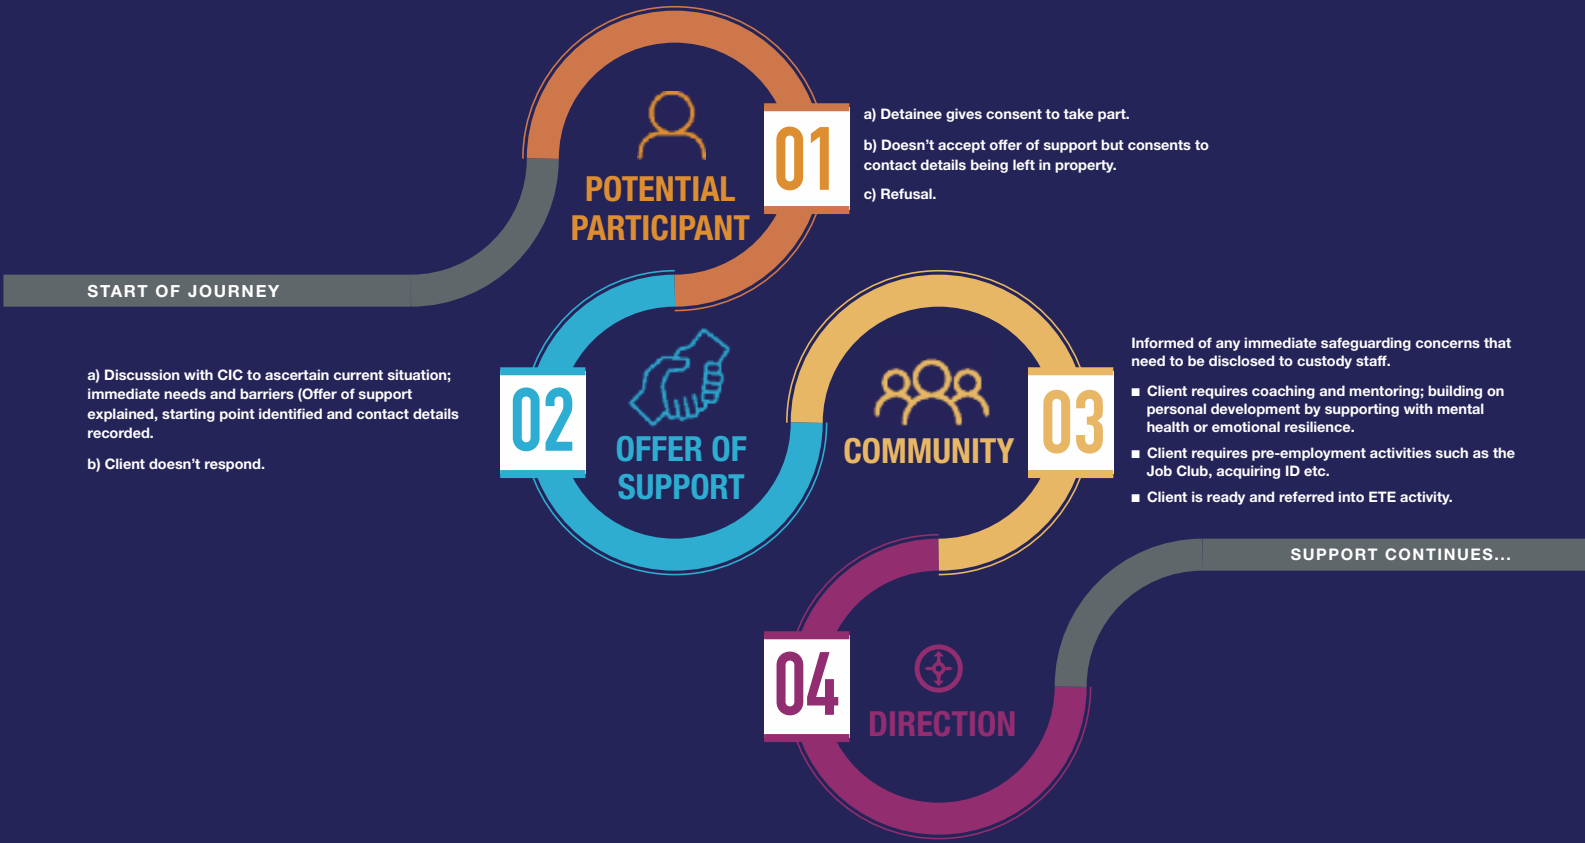 START OF JOURNEY
POTENTIAL
PARTICIPANT
01
a) Detainee gives consent to take part.
b) Doesn’t accept offer of support but consents to
contact details being left in property.
c) Refusal.
a) Discussion with CIC to ascertain current situation;
immediate needs and barriers (Offer of support
explained, starting point identified and contact details
recorded.
b) Client doesn’t respond.
02
OFFER OF
SUPPORT
COMMUNITY
03
Informed of any immediate safeguarding concerns that
need to be disclosed to custody staff.
■ Client requires coaching and mentoring; building on
personal development by supporting with mental
health or emotional resilience.
■ Client requires pre-employment activities such as the
Job Club, acquiring ID etc.
■ Client is ready and referred into ETE activity.
04
DIRECTION
SUPPORT CONTINUES...